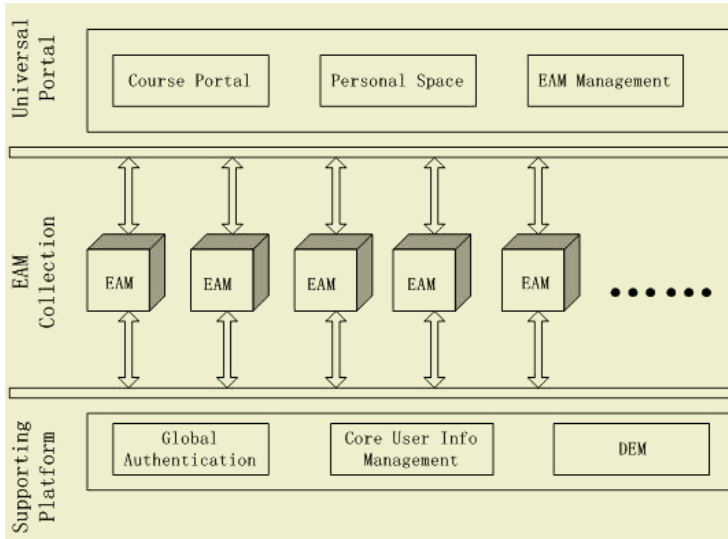 Universal
Portal
Course Portal
Personal Space
EAM Management
EAM
Collection
EAM
EAM
EAM
EAM
EAM
Supporting
Platform
Global
Authentication
Core User Info
Management
DEM